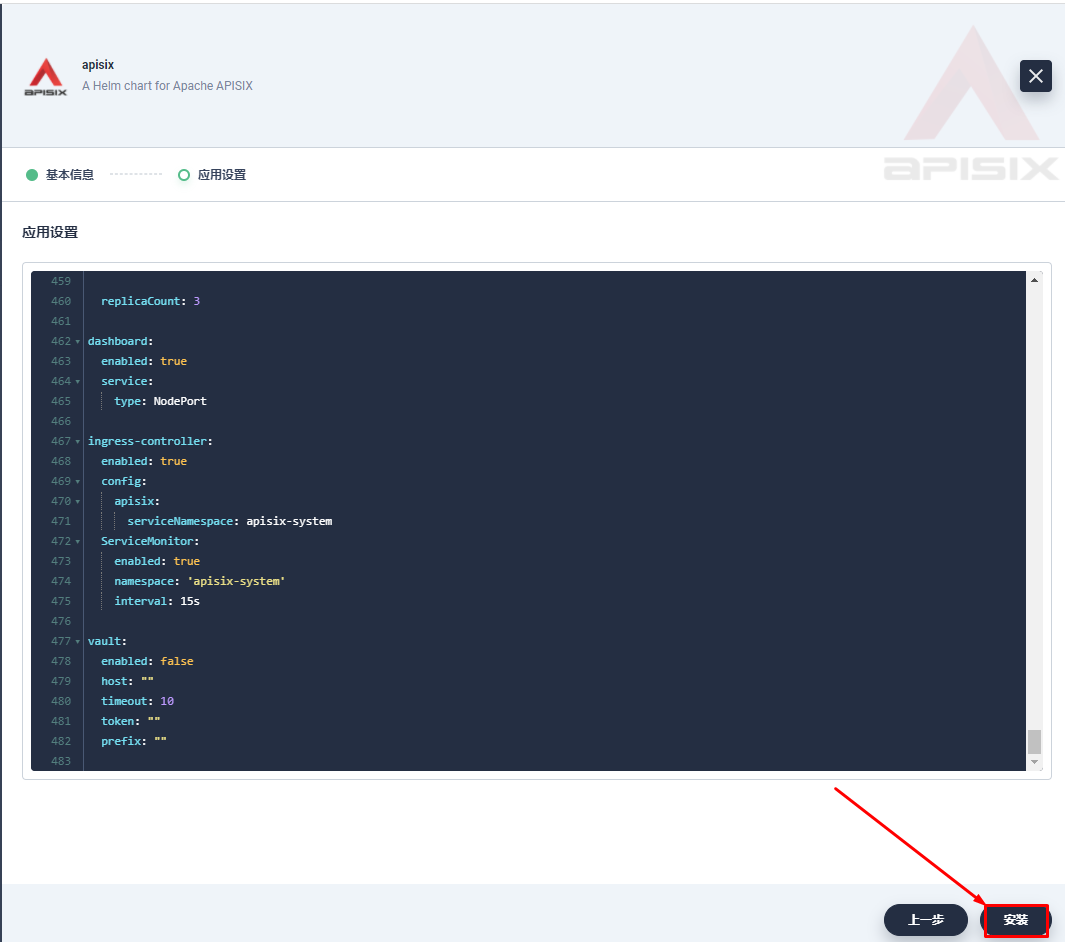 apisix
A Helm chart for Apache APISIX
APISIX
APISIX
基本信息
应用设置
应用设置
459
460 replicaCount: 3
461
462 dashboard:
463 enabled: true
464 service:
465 type: NodePort
466
467 ingress-controller:
468 enabled: true
469 config:
470 apisix:
471 serviceNamespace: apisix-system
472 ServiceMonitor:
473 enabled: true
474 namespace: 'apisix-system'
475 interval: 15s
476
477 vault:
478 enabled: false
479 host: ""
480 timeout: 10
481 token: ""
482 prefix: ""
483
上一步
安装